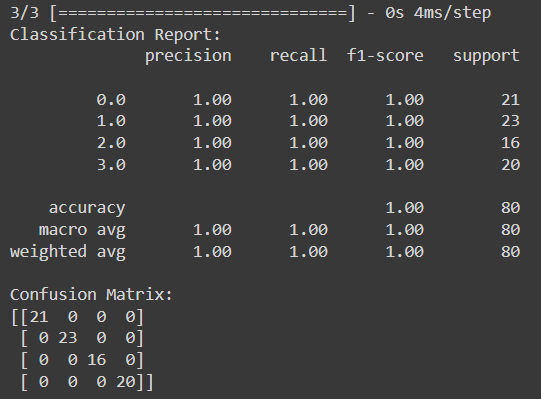 3/3 [==============================] - 0s 4ms/step
Classification Report:
              precision    recall  f1-score   support

         0.0       1.00      1.00      1.00        21
         1.0       1.00      1.00      1.00        23
         2.0       1.00      1.00      1.00        16
         3.0       1.00      1.00      1.00        20

    accuracy                           1.00        80
   macro avg       1.00      1.00      1.00        80
weighted avg       1.00      1.00      1.00        80

Confusion Matrix:
[[21  0  0  0]
 [ 0 23  0  0]
 [ 0  0 16  0]
 [ 0  0  0 20]]